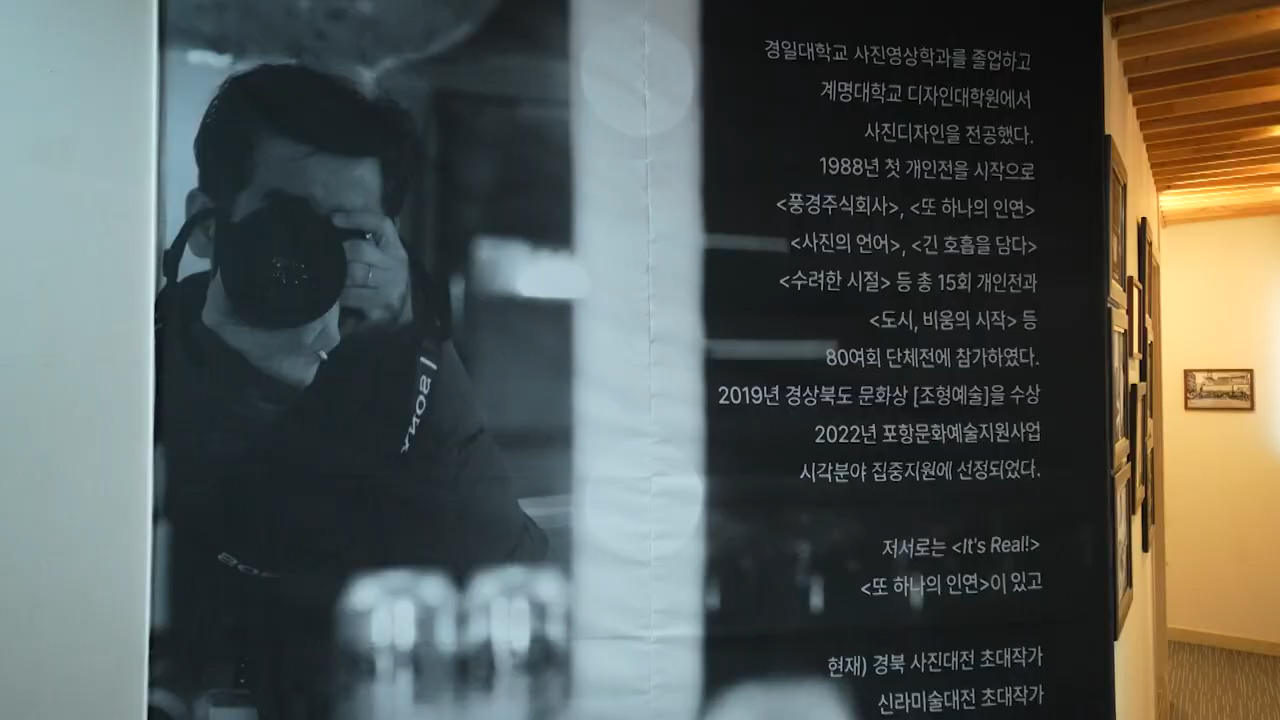 경일대학교 사진영상학과를 졸업하고
계명대학교 디자인대학원에서
사진디자인을 전공했다.
1988년 첫 개인전을 시작으로
<풍경주식회사>, <또 하나의 인연>
<사진의 언어>, <긴 호흡을 담다>
<수려한 시절> 등 총 15회 개인전과
<도시, 비움의 시작> 등
80여회 단체전에 참가하였다.
2019년 경상북도 문화상 [조형예술]을 수상
2022년 포항문화예술지원사업
시각분야 집중지원에 선정되었다.
저서로는 <It's Real!>
<또 하나의 인연>이 있고
현재) 경북 사진대전 초대작가
신라미술대전 초대작가